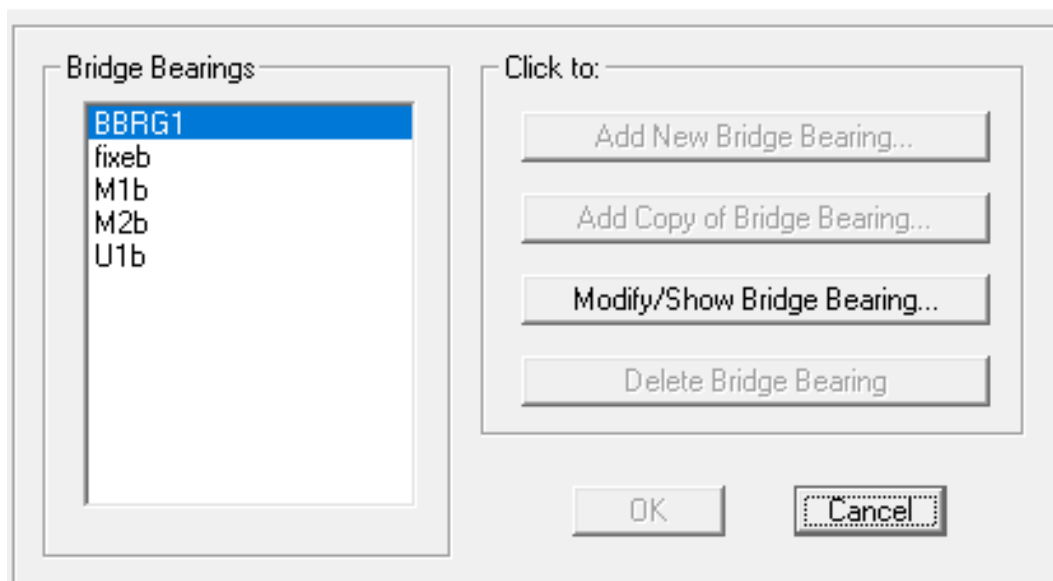 Bridge Bearings
BBRG1
fixeb
M1b
M2b
U1b
Click to:
Add New Bridge Bearing...
Add Copy of Bridge Bearing...
Modify/Show Bridge Bearing...
Delete Bridge Bearing
OK
Cancel